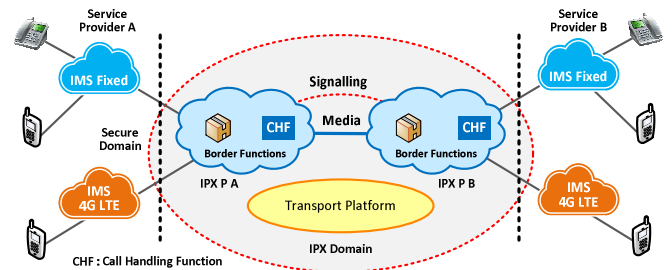 Service
Provider A
Service
Provider B
IMS Fixed
IMS Fixed
Signalling
CHF
Media
CHF
Secure
Domain
Border Functions
Border Functions
IPX P A
IPX P B
IMS
4G LTE
IMS
4G LTE
Transport Platform
IPX Domain
CHF : Call Handling Function